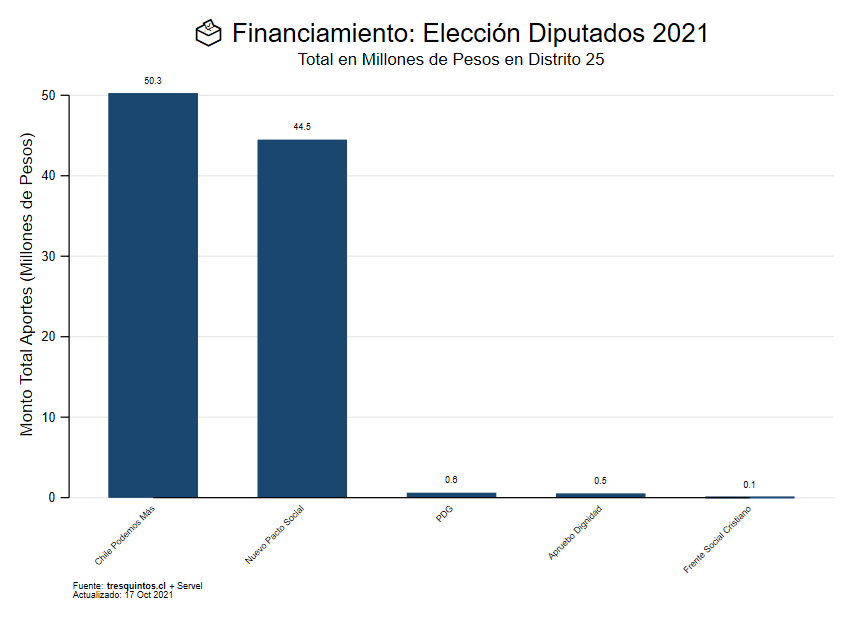 Financiamiento: Elección Diputados 2021
Total en Millones de Pesos en Distrito 25
Monto Total Aportes (Millones de Pesos)
50
40
30
20
10
0
50.3
44.5
0.6
0.5
0.1
Chile Podemos Más
Nuevo Pacto Social
PDG
Apruebo Dignidad
Frente Social Cristiano
Fuente: tresquintos.cl + Servel
Actualizado: 17 Oct 2021